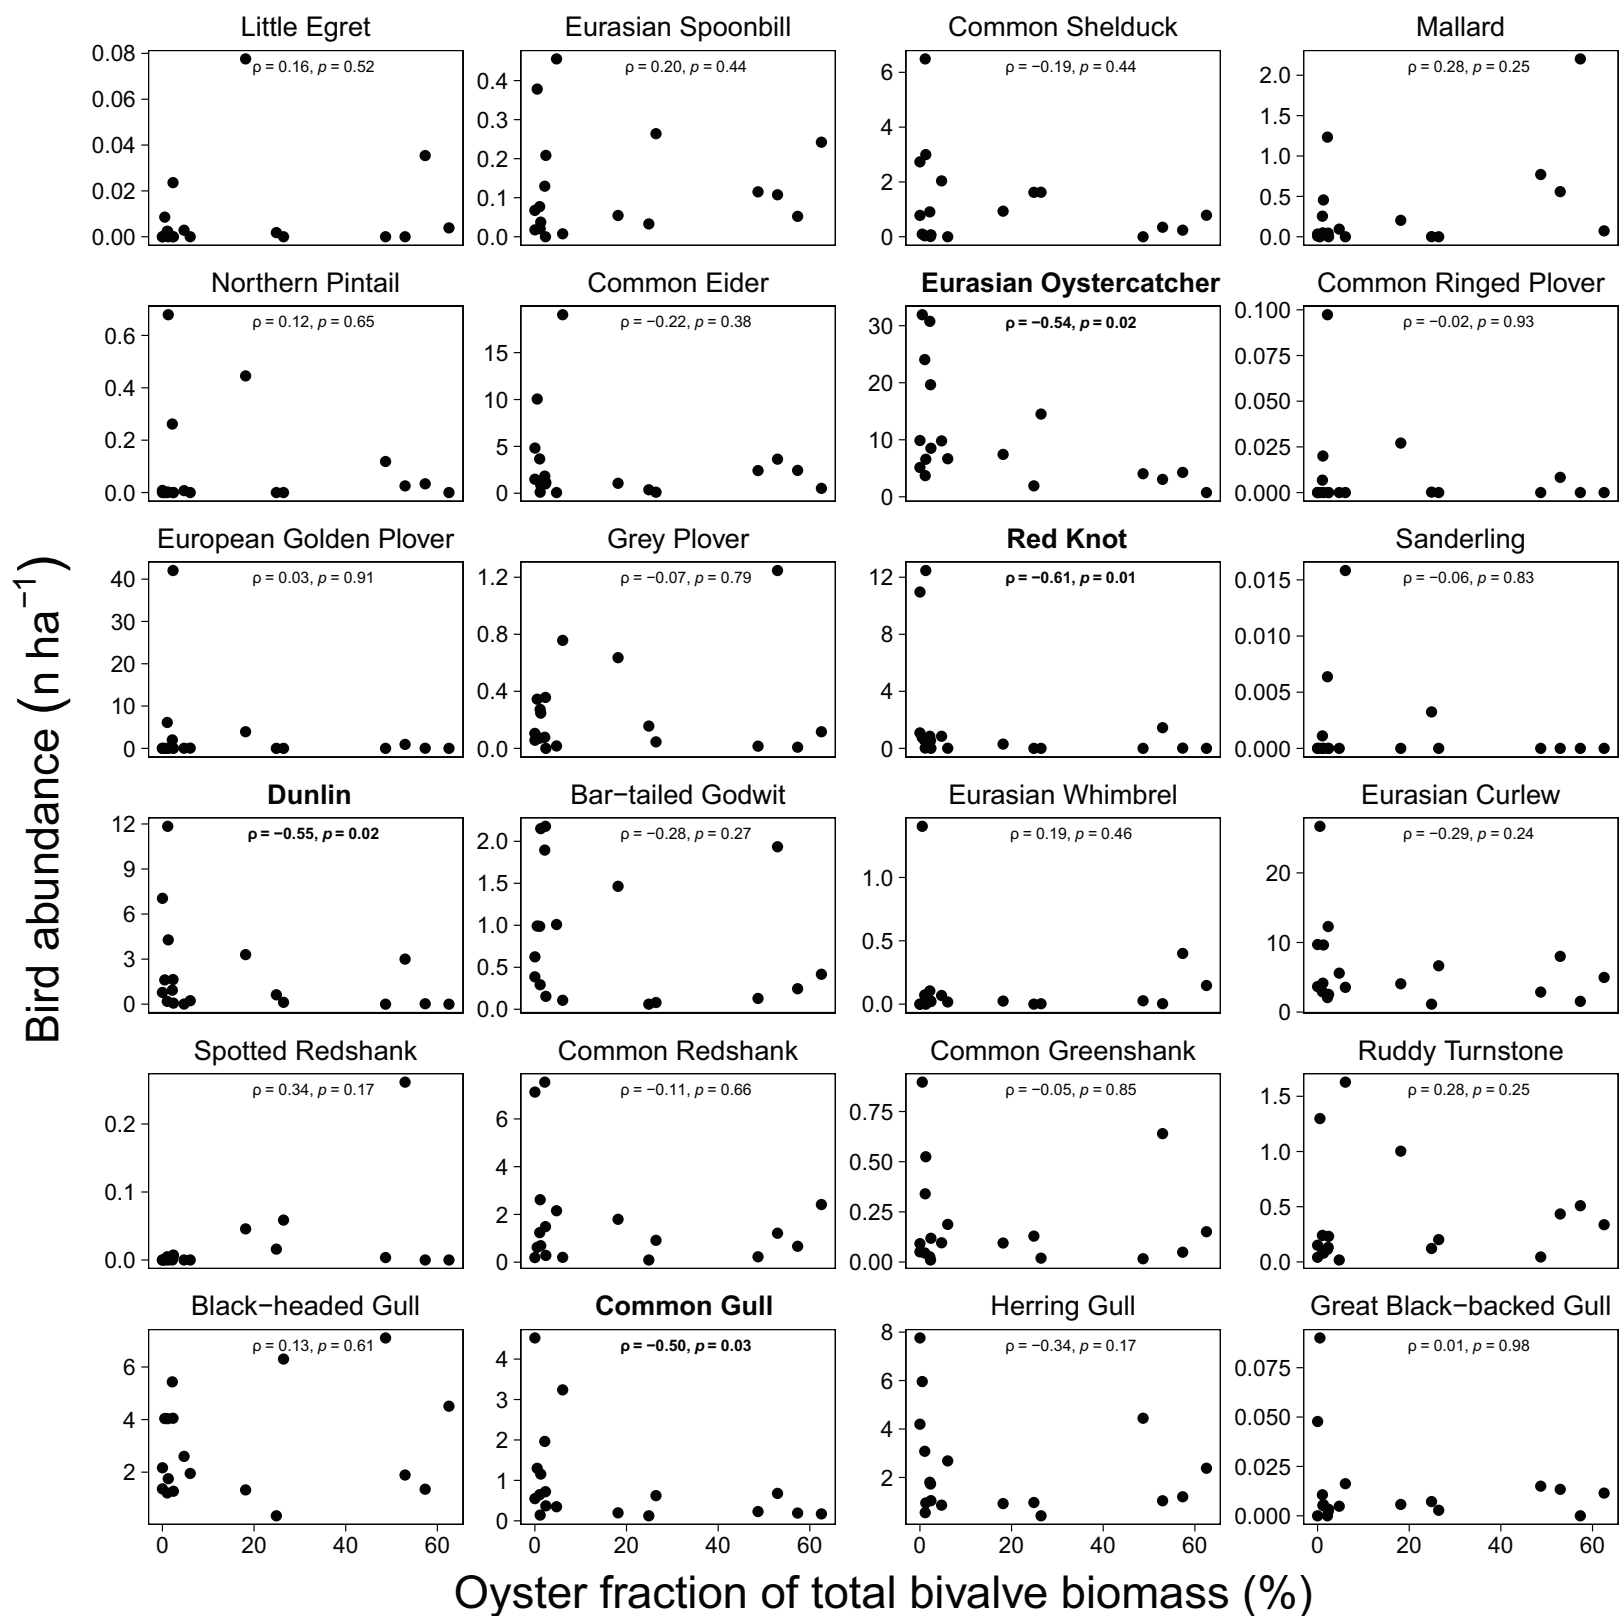 Little Egret
ρ = 0.16, p = 0.52
0.08
0.06
0.04
0.02
0.00
Eurasian Spoonbill
ρ = 0.20, p = 0.44
0.4
0.3
0.2
0.1
0.0
Common Shelduck
ρ = −0.19, p = 0.44
6
4
2
0
Mallard
ρ = 0.28, p = 0.25
2.0
1.5
1.0
0.5
0.0
Northern Pintail
ρ = 0.12, p = 0.65
0.6
0.4
0.2
0.0
Common Eider
ρ = −0.22, p = 0.38
15
10
5
0
Eurasian Oystercatcher
ρ = −0.54, p = 0.02
30
20
10
0
Common Ringed Plover
ρ = −0.02, p = 0.93
0.100
0.075
0.050
0.025
0.000
European Golden Plover
ρ = 0.03, p = 0.91
40
30
20
10
0
Grey Plover
ρ = −0.07, p = 0.79
1.2
0.8
0.4
0.0
Red Knot
ρ = −0.61, p = 0.01
12
8
4
0
Sanderling
ρ = −0.06, p = 0.83
0.015
0.010
0.005
0.000
Dunlin
ρ = −0.55, p = 0.02
12
9
6
3
0
Bar−tailed Godwit
ρ = −0.28, p = 0.27
2.0
1.5
1.0
0.5
0.0
Eurasian Whimbrel
ρ = 0.19, p = 0.46
1.0
0.5
0.0
Eurasian Curlew
ρ = −0.29, p = 0.24
20
10
0
Spotted Redshank
ρ = 0.34, p = 0.17
0.2
0.1
0.0
Common Redshank
ρ = −0.11, p = 0.66
6
4
2
0
Common Greenshank
ρ = −0.05, p = 0.85
0.75
0.50
0.25
0.00
Ruddy Turnstone
ρ = 0.28, p = 0.25
1.5
1.0
0.5
0.0
Black−headed Gull
ρ = 0.13, p = 0.61
6
4
2
0 20 40 60
Common Gull
ρ = −0.50, p = 0.03
4
3
2
1
0
0 20 40 60
Herring Gull
ρ = −0.34, p = 0.17
8
6
4
2
0 20 40 60
Great Black−backed Gull
ρ = 0.01, p = 0.98
0.075
0.050
0.025
0.000
0 20 40 60
Bird abundance (n ha⁻¹)
Oyster fraction of total bivalve biomass (%)